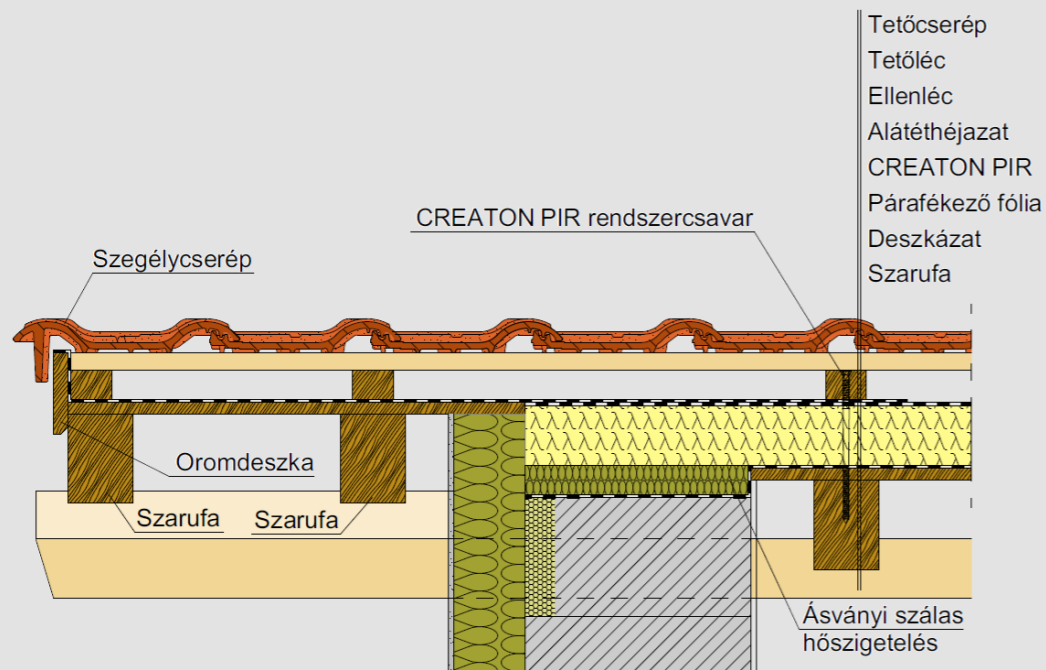 Tetőcserép
Tetőléc
Ellenléc
Alátéthéjazat
CREATON PIR
Párafékező fólia
Deszkázat
Szarufa
CREATON PIR rendszercsavar
Szegélycserép
Oromdeszka
Szarufa
Szarufa
Ásványi szálas
hőszigetelés